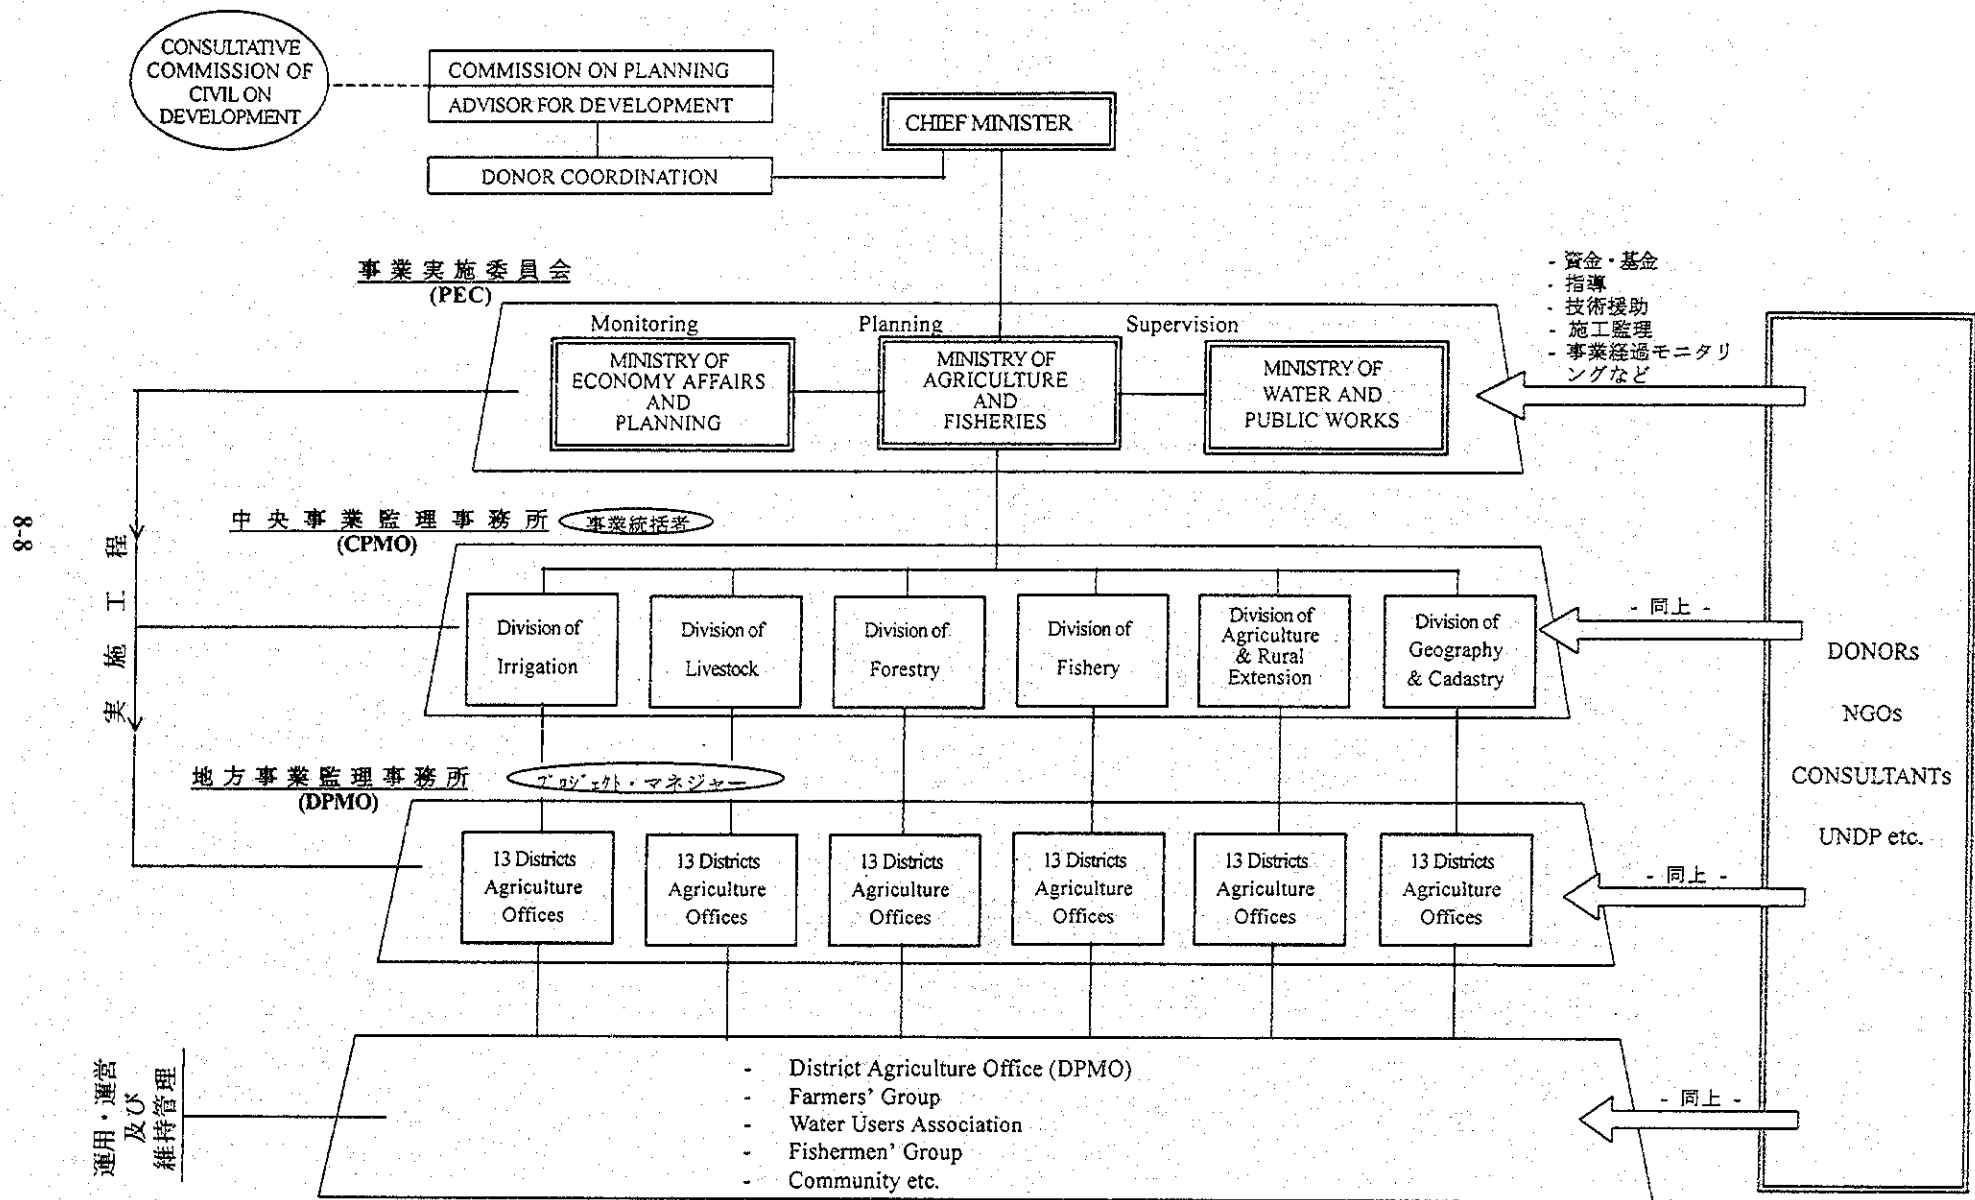 CONSULTATIVE
COMMISSION OF
CIVIL ON
DEVELOPMENT
COMMISSION ON PLANNING
ADVISOR FOR DEVELOPMENT
DONOR COORDINATION
CHIEF MINISTER
事業実施委員会
(PEC)
- 資金・基金
- 指導
- 技術援助
- 施工監理
- 事業経過モニタリ
ングなど
Monitoring
Planning
Supervision
MINISTRY OF
ECONOMY AFFAIRS
AND
PLANNING
MINISTRY OF
AGRICULTURE
AND
FISHERIES
MINISTRY OF
WATER AND
PUBLIC WORKS
中央事業監理事務所
(CPMO)
事業統括者
実施工程
Division of
Irrigation
Division of
Livestock
Division of
Forestry
Division of
Fishery
Division of
Agriculture
& Rural
Extension
Division of
Geography
& Cadastry
- 同上 -
地方事業監理事務所
(DPMO)
プロジェクト・マネジャー
13 Districts
Agriculture
Offices
13 Districts
Agriculture
Offices
13 Districts
Agriculture
Offices
13 Districts
Agriculture
Offices
13 Districts
Agriculture
Offices
13 Districts
Agriculture
Offices
- 同上 -
DONORs
NGOs
CONSULTANTs
UNDP etc.
運用・運営
及び
維持管理
- District Agriculture Office (DPMO)
- Farmers' Group
- Water Users Association
- Fishermen' Group
- Community etc.
- 同上 -
8-8